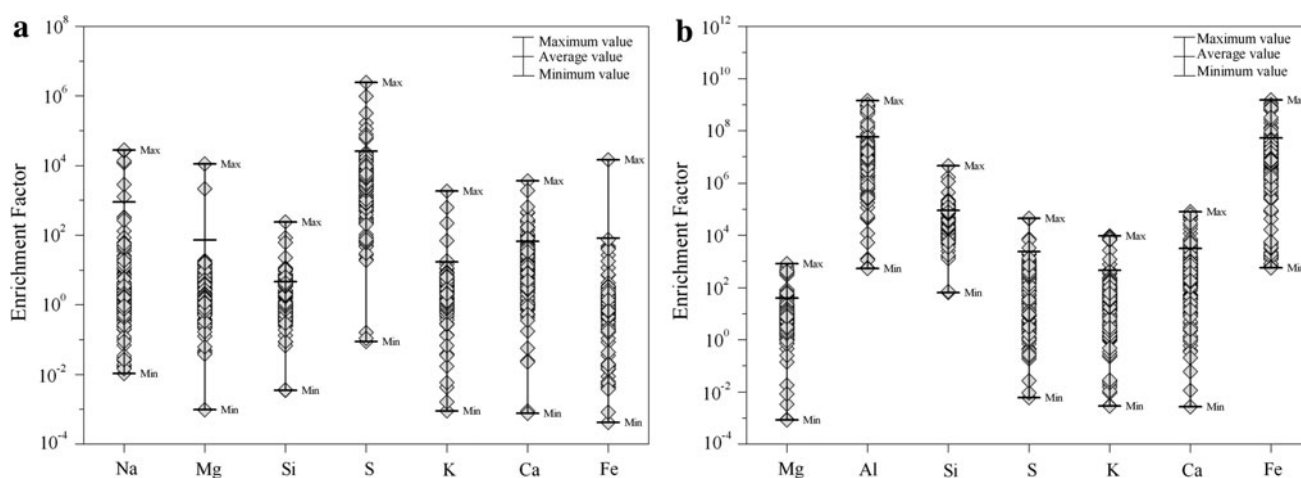 a
Enrichment Factor
10^8
10^6
10^4
10^2
10^0
10^-2
10^-4
Maximum value
Average value
Minimum value
Max
Max
Max
Max
Max
Max
Max
Min
Min
Min
Min
Min
Min
Min
Na Mg Si S K Ca Fe
b
Enrichment Factor
10^12
10^10
10^8
10^6
10^4
10^2
10^0
10^-2
10^-4
Maximum value
Average value
Minimum value
Max
Max
Max
Max
Max
Max
Ma
Min
Min
Min
Min
Min
Min
Min
Mg Al Si S K Ca Fe